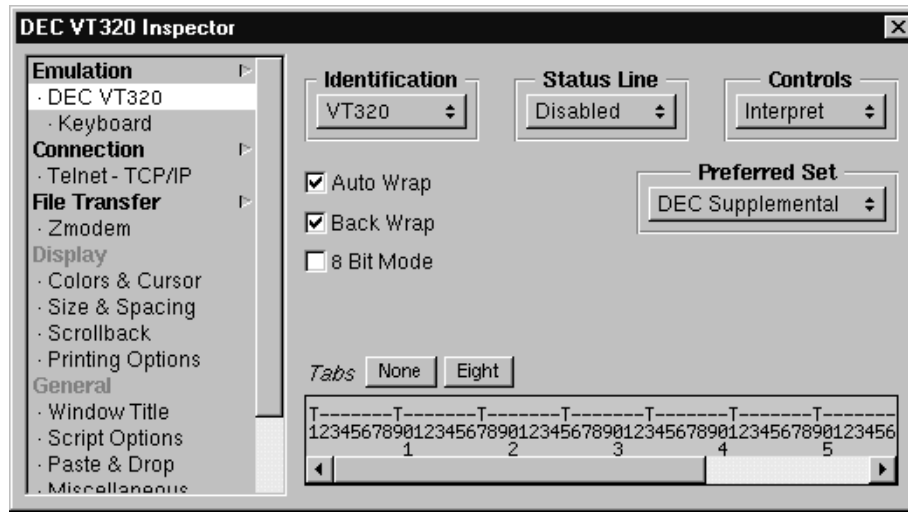 DEC VT320 Inspector
Emulation
· DEC VT320
· Keyboard
Connection
· Telnet - TCP/IP
File Transfer
· Zmodem
Display
· Colors & Cursor
· Size & Spacing
· Scrollback
· Printing Options
General
· Window Title
· Script Options
· Paste & Drop
· Miscellaneous
Identification
VT320
Status Line
Disabled
Controls
Interpret
Auto Wrap
Back Wrap
8 Bit Mode
Preferred Set
DEC Supplemental
Tabs None Eight
T-------T-------T-------T-------T-------T-------T-------
12345678901234567890123456789012345678901234567890123456
1 2 3 4 5